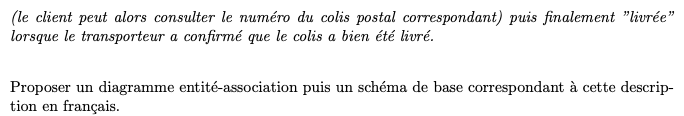 (le client peut alors consulter le numéro du colis postal correspondant) puis finalement "livrée"
lorsque le transporteur a confirmé que le colis a bien été livré.
Proposer un diagramme entité-association puis un schéma de base correspondant à cette descrip-
tion en français.